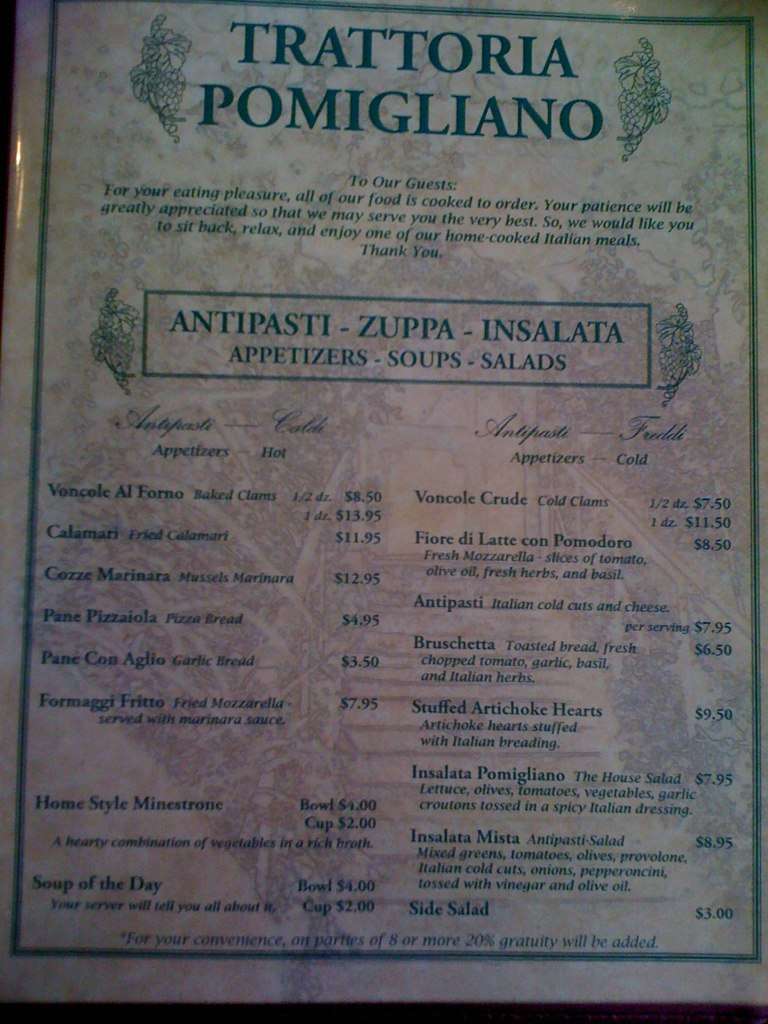 TRATTORIA
POMIGLIANO
To Our Guests:
For your eating pleasure, all of our food is cooked to order. Your patience will be
greatly appreciated so that we may serve you the very best. So, we would like you
to sit back, relax, and enjoy one of our home-cooked Italian meals.
Thank You.
ANTIPASTI - ZUPPA - INSALATA
APPETIZERS - SOUPS - SALADS
Antipasti — Caldi
Appetizers — Hot
Voncole Al Forno Baked Clams 1/2 dz. $8.50
1 dz. $13.95
Calamari Fried Calamari $11.95
Cozze Marinara Mussels Marinara $12.95
Pane Pizzaiola Pizza Bread $4.95
Pane Con Aglio Garlic Bread $3.50
Formaggi Fritto Fried Mozzarella - $7.95
served with marinara sauce.
Home Style Minestrone Bowl $4.00
Cup $2.00
A hearty combination of vegetables in a rich broth.
Soup of the Day Bowl $4.00
Your server will tell you all about it. Cup $2.00
Antipasti — Freddi
Appetizers — Cold
Voncole Crude Cold Clams 1/2 dz. $7.50
1 dz. $11.50
Fiore di Latte con Pomodoro $8.50
Fresh Mozzarella - slices of tomato,
olive oil, fresh herbs, and basil.
Antipasti Italian cold cuts and cheese.
per serving $7.95
Bruschetta Toasted bread, fresh $6.50
chopped tomato, garlic, basil,
and Italian herbs.
Stuffed Artichoke Hearts $9.50
Artichoke hearts stuffed
with Italian breading.
Insalata Pomigliano The House Salad $7.95
Lettuce, olives, tomatoes, vegetables, garlic
croutons tossed in a spicy Italian dressing.
Insalata Mista Antipasti-Salad $8.95
Mixed greens, tomatoes, olives, provolone,
Italian cold cuts, onions, pepperoncini,
tossed with vinegar and olive oil.
Side Salad $3.00
*For your convenience, on parties of 8 or more 20% gratuity will be added.